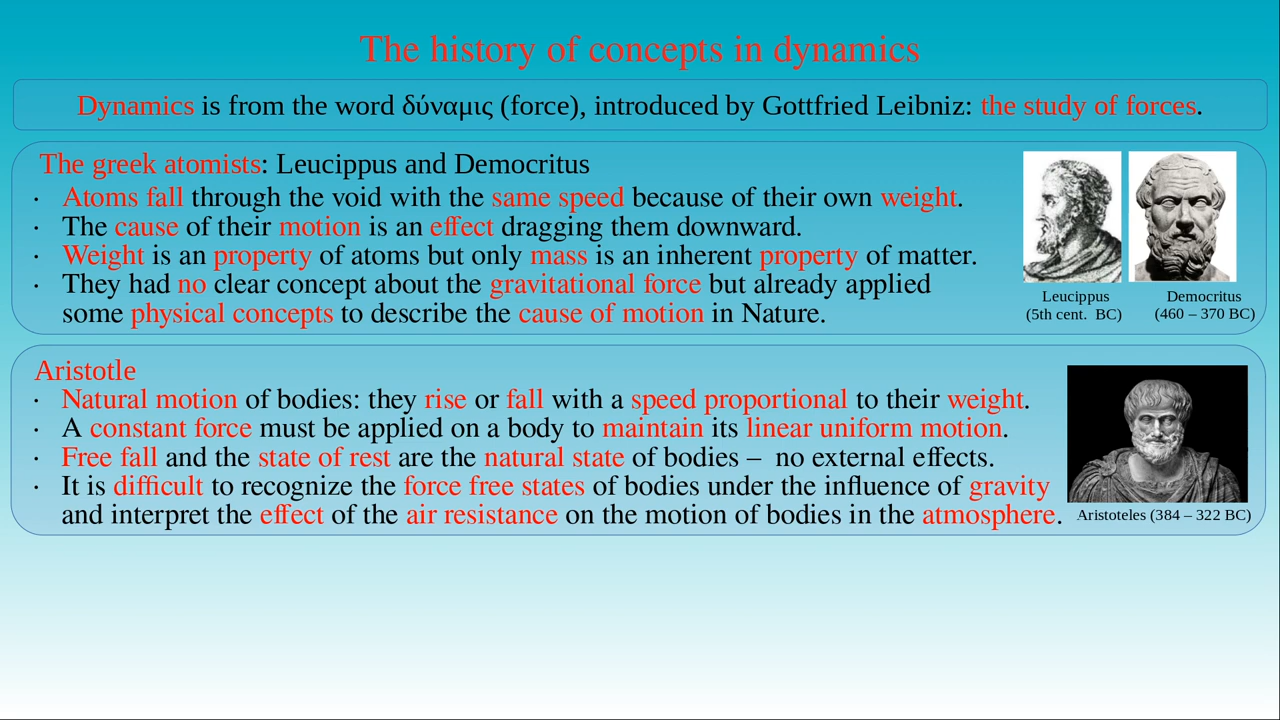 The history of concepts in dynamics
Dynamics is from the word δύναμις (force), introduced by Gottfried Leibniz: the study of forces.
The greek atomists: Leucippus and Democritus
· Atoms fall through the void with the same speed because of their own weight.
· The cause of their motion is an effect dragging them downward.
· Weight is an property of atoms but only mass is an inherent property of matter.
· They had no clear concept about the gravitational force but already applied
some physical concepts to describe the cause of motion in Nature.
Leucippus
(5th cent. BC)
Democritus
(460 – 370 BC)
Aristotle
· Natural motion of bodies: they rise or fall with a speed proportional to their weight.
· A constant force must be applied on a body to maintain its linear uniform motion.
· Free fall and the state of rest are the natural state of bodies – no external effects.
· It is difficult to recognize the force free states of bodies under the influence of gravity
and interpret the effect of the air resistance on the motion of bodies in the atmosphere.
Aristoteles (384 – 322 BC)